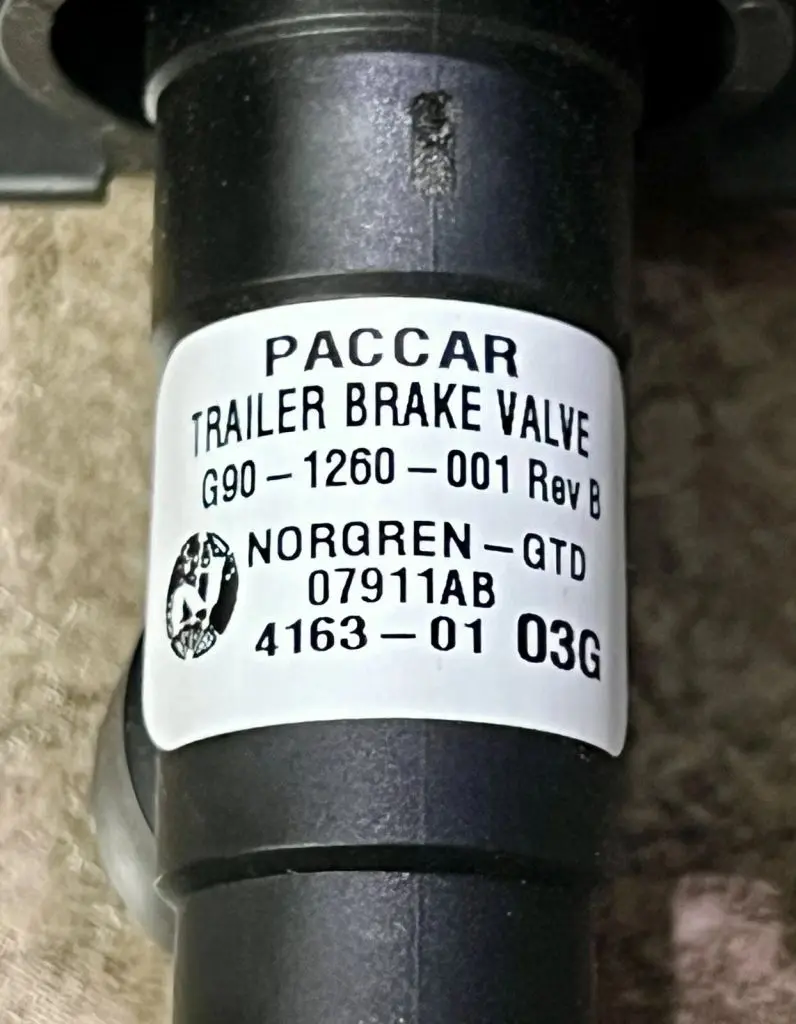 PACCAR
TRAILER BRAKE VALVE
G90-1260-001 Rev B
NORGREN-GTD
07911AB
4163-01 03G